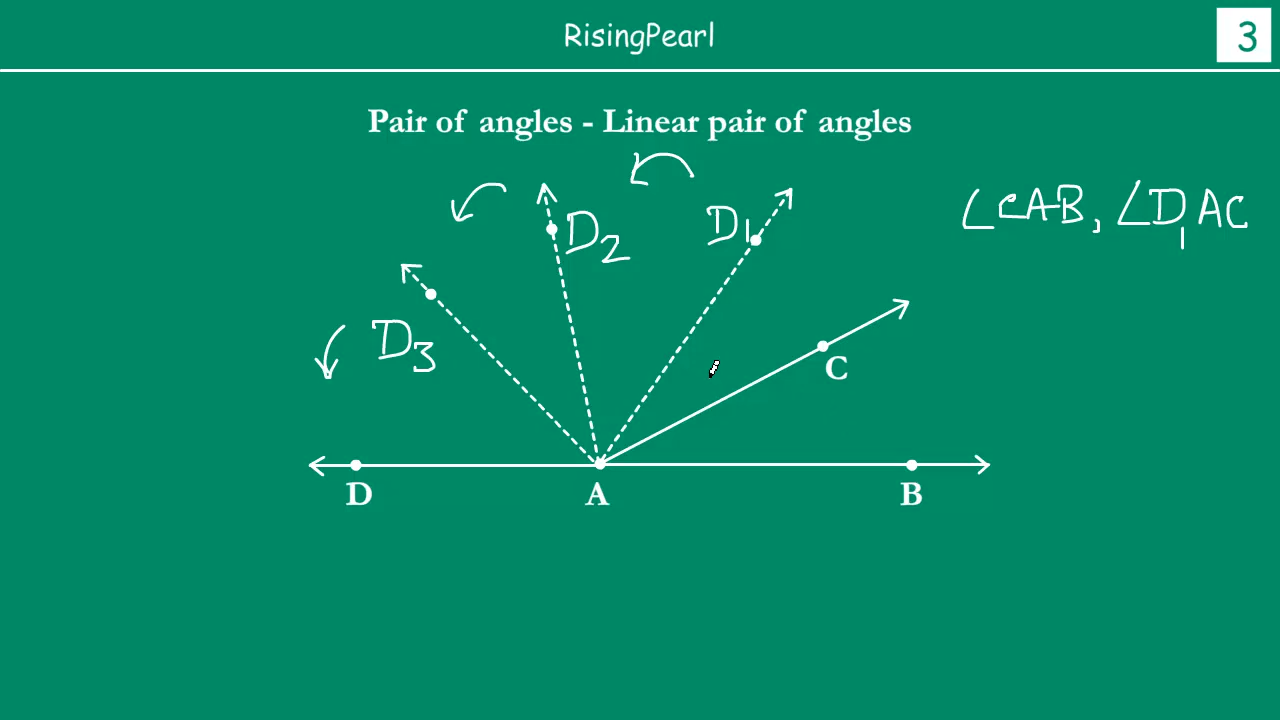 RisingPearl
3
Pair of angles - Linear pair of angles
∠CAB, ∠D₁AC
D₂
D₁
D₃
C
D
A
B